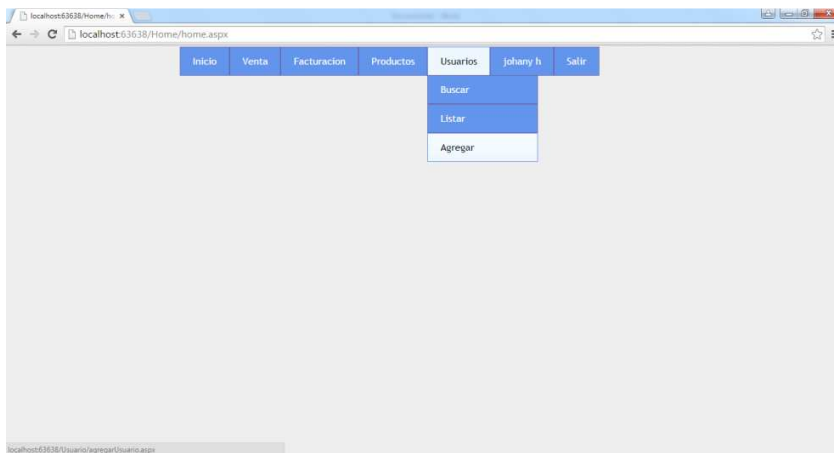 localhost:63638/Home/ho
localhost:63638/Home/home.aspx
Inicio Venta Facturacion Productos Usuarios johany h Salir
Buscar
Listar
Agregar
localhost:63638/Usuario/agregarUsuario.aspx